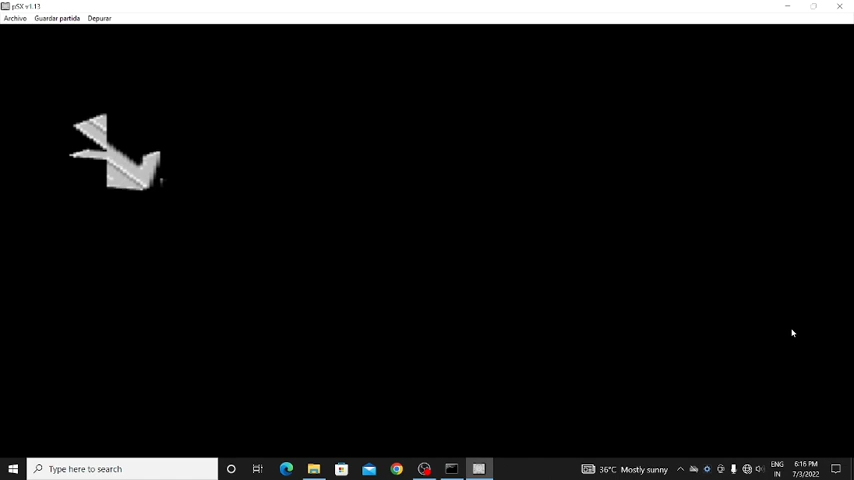 pSX v1.13
Archivo Guardar partida Depurar
Type here to search
36°C Mostly sunny
ENG
IN
6:16 PM
7/3/2022